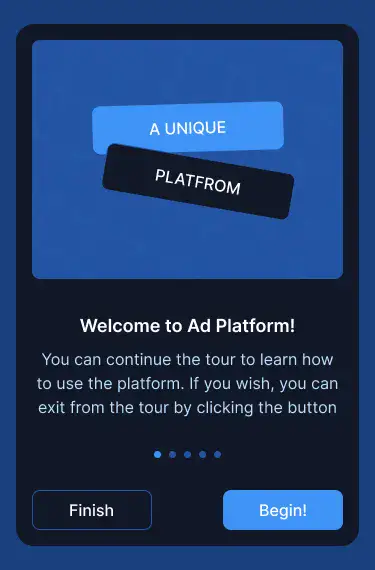 A UNIQUE
PLATFROM
Welcome to Ad Platform!
You can continue the tour to learn how
to use the platform. If you wish, you can
exit from the tour by clicking the button
Finish
Begin!